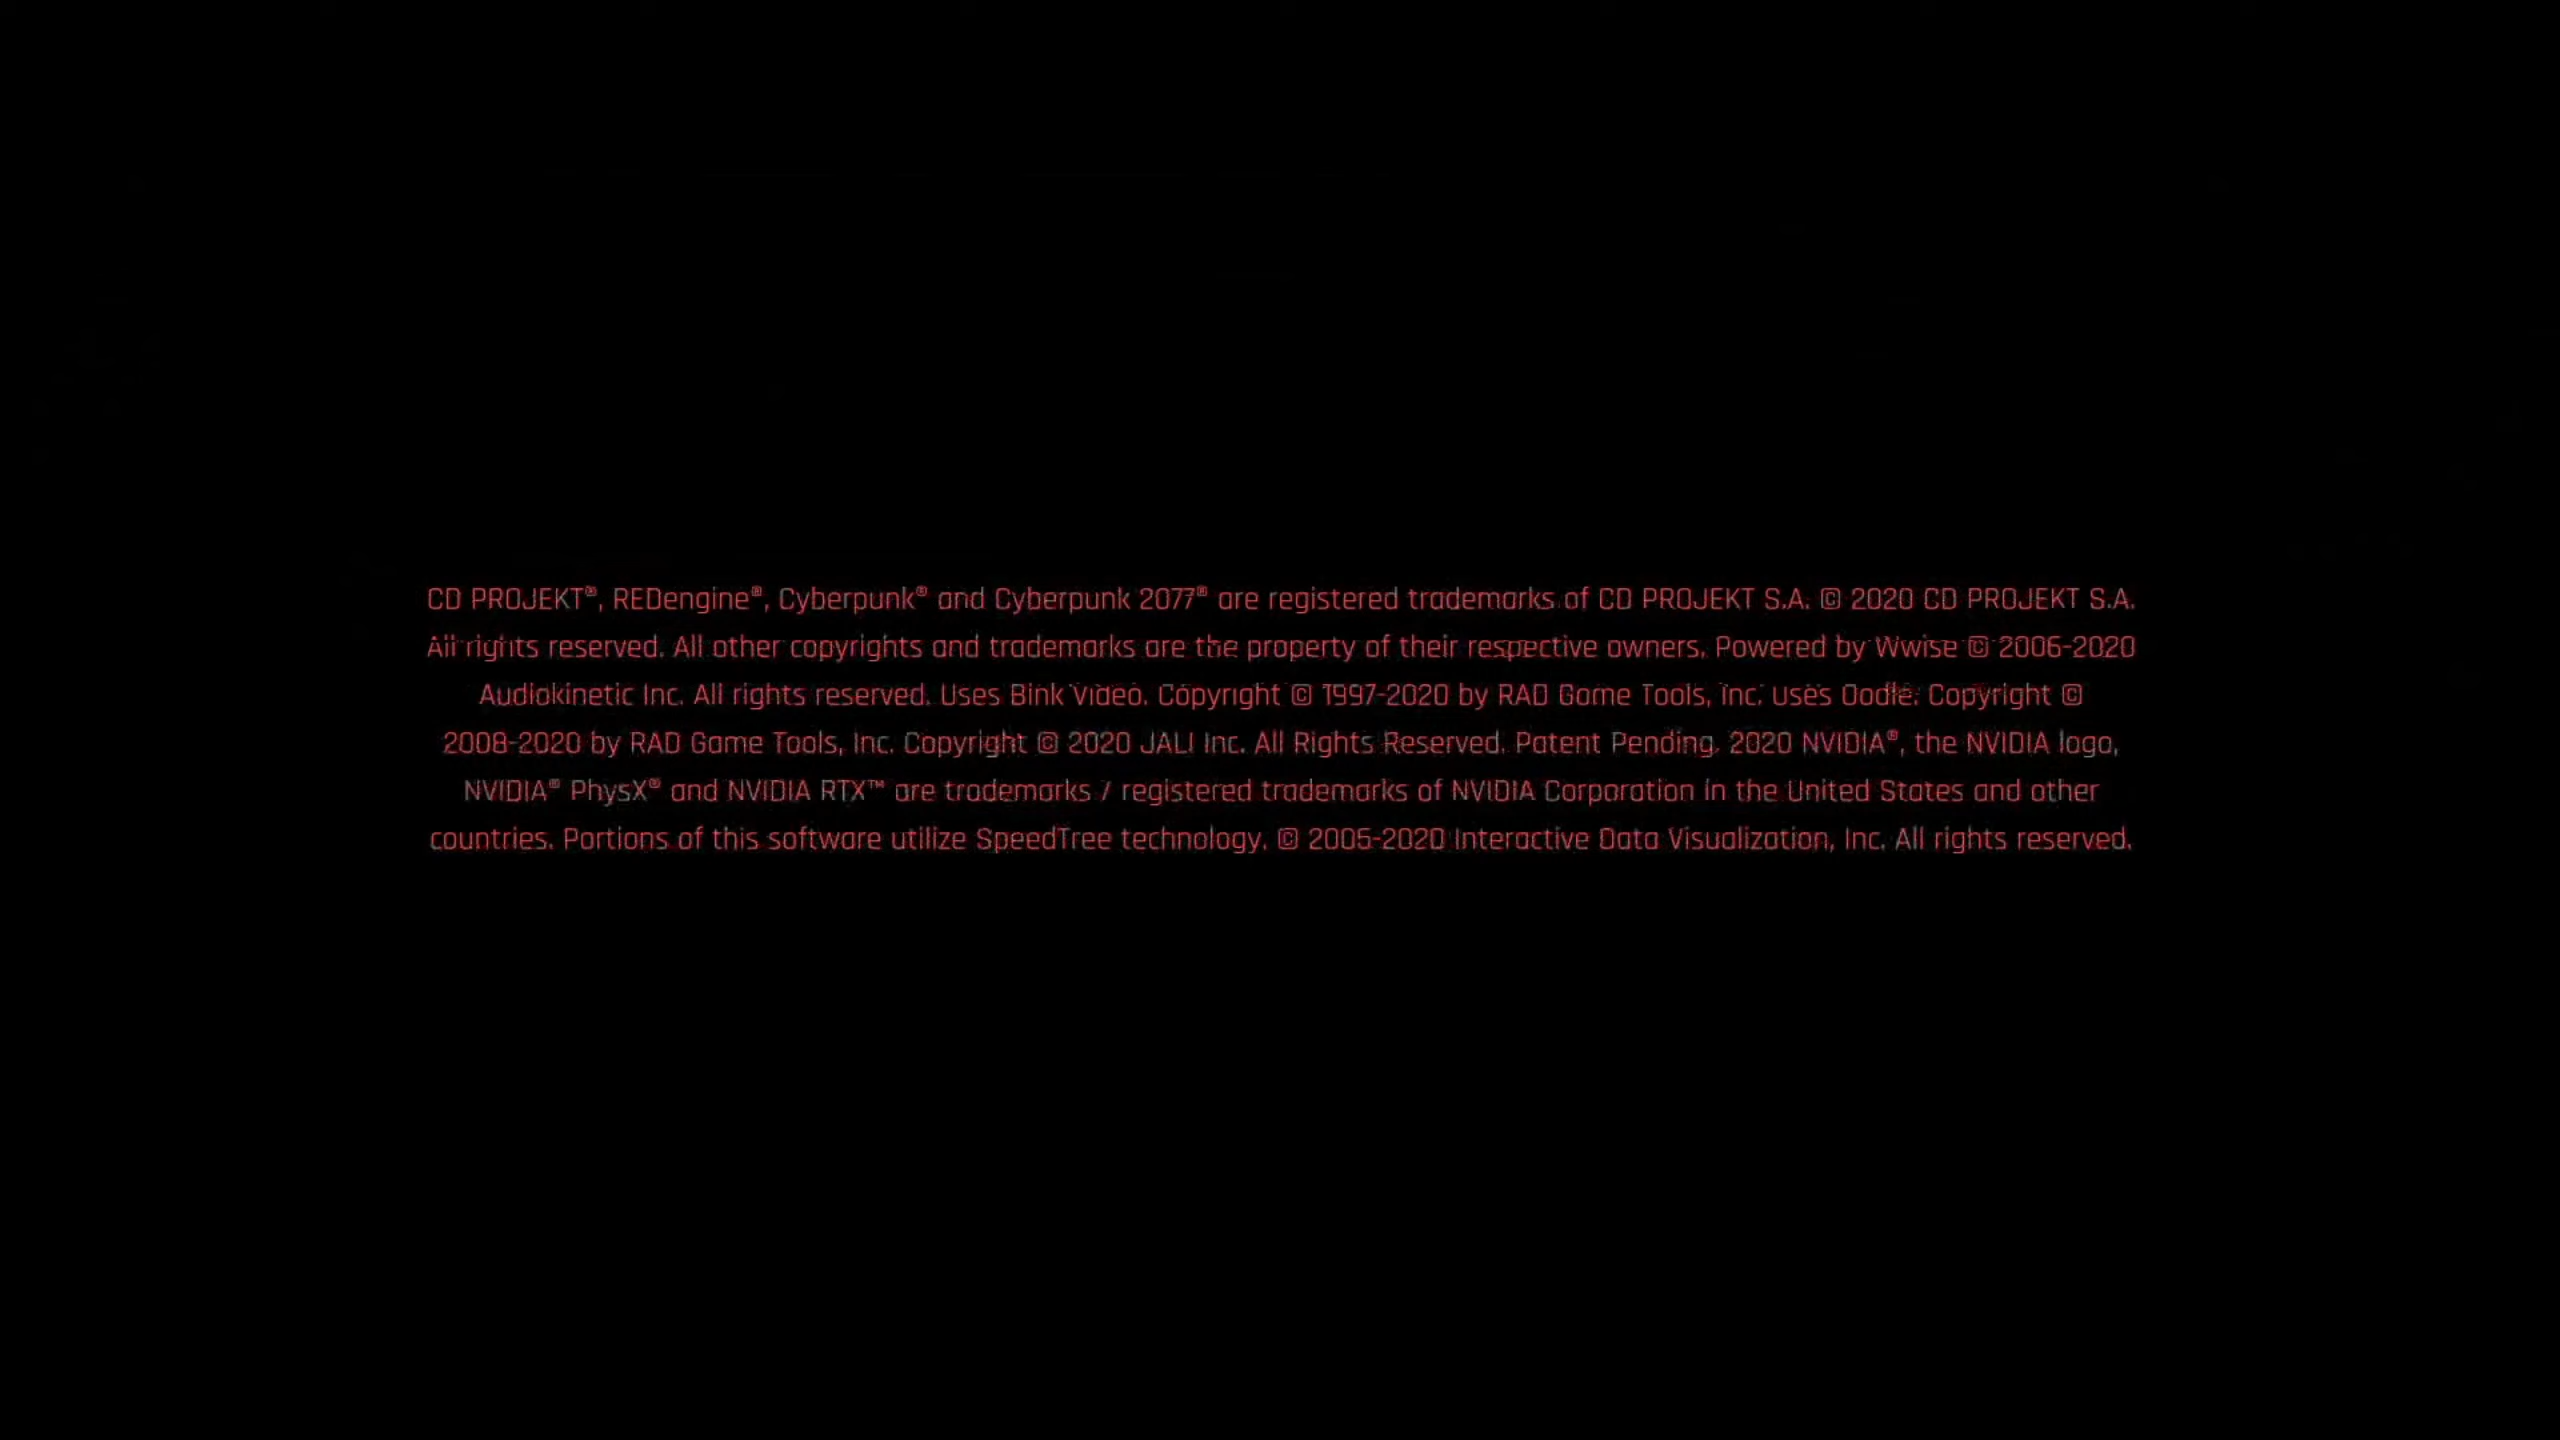 CD PROJEKT®, REDengine®, Cyberpunk® and Cyberpunk 2077® are registered trademarks of CD PROJEKT S.A. © 2020 CD PROJEKT S.A.
All rights reserved. All other copyrights and trademarks are the property of their respective owners. Powered by Wwise © 2006-2020
Audiokinetic Inc. All rights reserved. Uses Bink Video. Copyright © 1997-2020 by RAD Game Tools, Inc. Uses Oodle. Copyright ©
2008-2020 by RAD Game Tools, Inc. Copyright © 2020 JALI Inc. All Rights Reserved. Patent Pending. 2020 NVIDIA®, the NVIDIA logo,
NVIDIA® PhysX® and NVIDIA RTX™ are trademarks / registered trademarks of NVIDIA Corporation in the United States and other
countries. Portions of this software utilize SpeedTree technology. © 2005-2020 Interactive Data Visualization, Inc. All rights reserved.